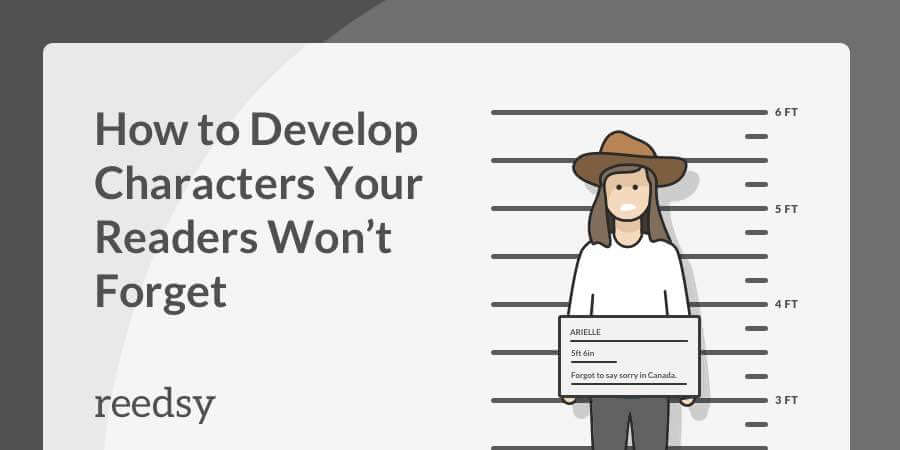 How to Develop
Characters Your
Readers Won’t
Forget
reedsy
6 FT
5 FT
4 FT
3 FT
ARIELLE
5ft 6in
Forgot to say sorry in Canada.